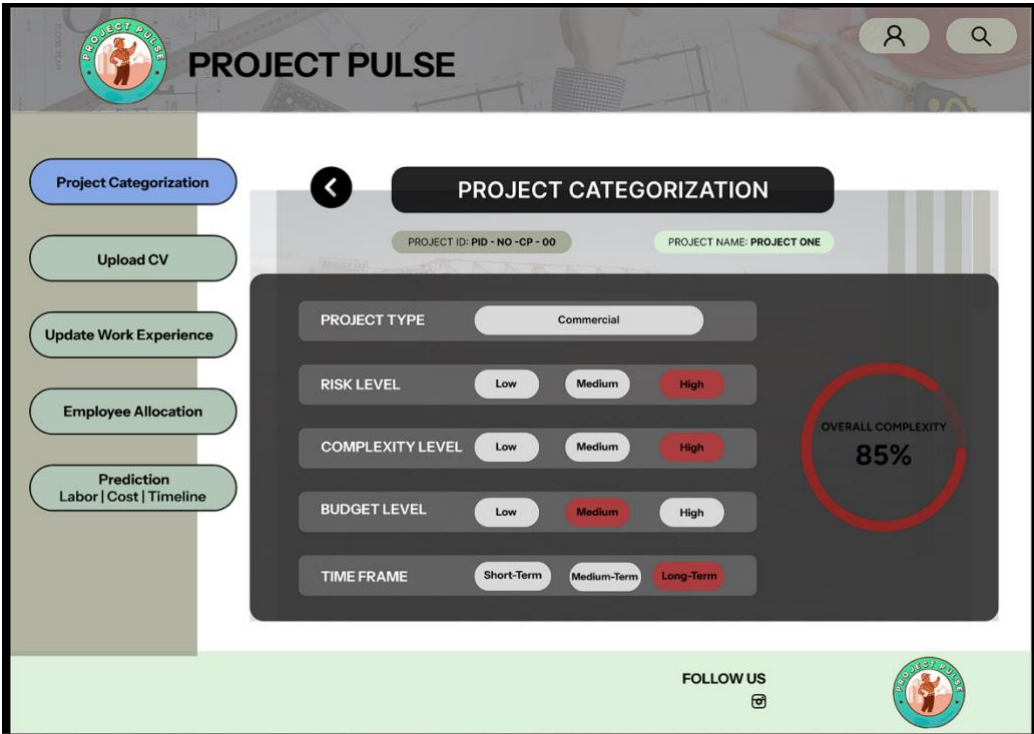 PROJECT PULSE
PROJECT PULSE
Project Categorization
Upload CV
Update Work Experience
Employee Allocation
Prediction
Labor | Cost | Timeline
PROJECT CATEGORIZATION
PROJECT ID: PID - NO -CP - 00
PROJECT NAME: PROJECT ONE
PROJECT TYPE Commercial
RISK LEVEL Low Medium High
COMPLEXITY LEVEL Low Medium High
BUDGET LEVEL Low Medium High
TIME FRAME Short-Term Medium-Term Long-Term
OVERALL COMPLEXITY
85%
FOLLOW US
PROJECT PULSE